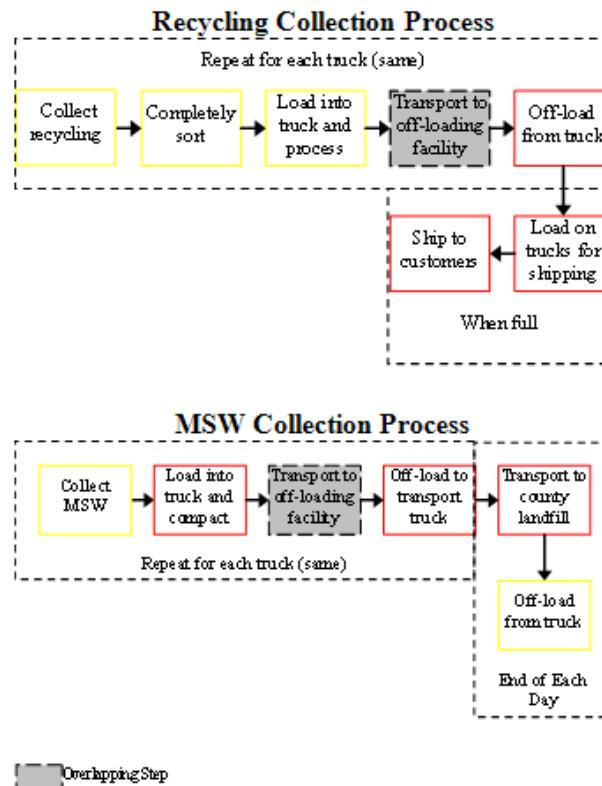 Recycling Collection Process
Repeat for each truck (same)
Collect
recycling
Completely
sort
Load into
truck and
process
Transport to
off-loading
facility
Off-load
from truck
Ship to
customers
Load on
trucks for
shipping
When full
MSW Collection Process
Collect
MSW
Load into
truck and
compact
Transport to
off-loading
facility
Off-load to
transport
truck
Transport to
county
landfill
Repeat for each truck (same)
Off-load
from truck
End of Each
Day
Overlapping Step